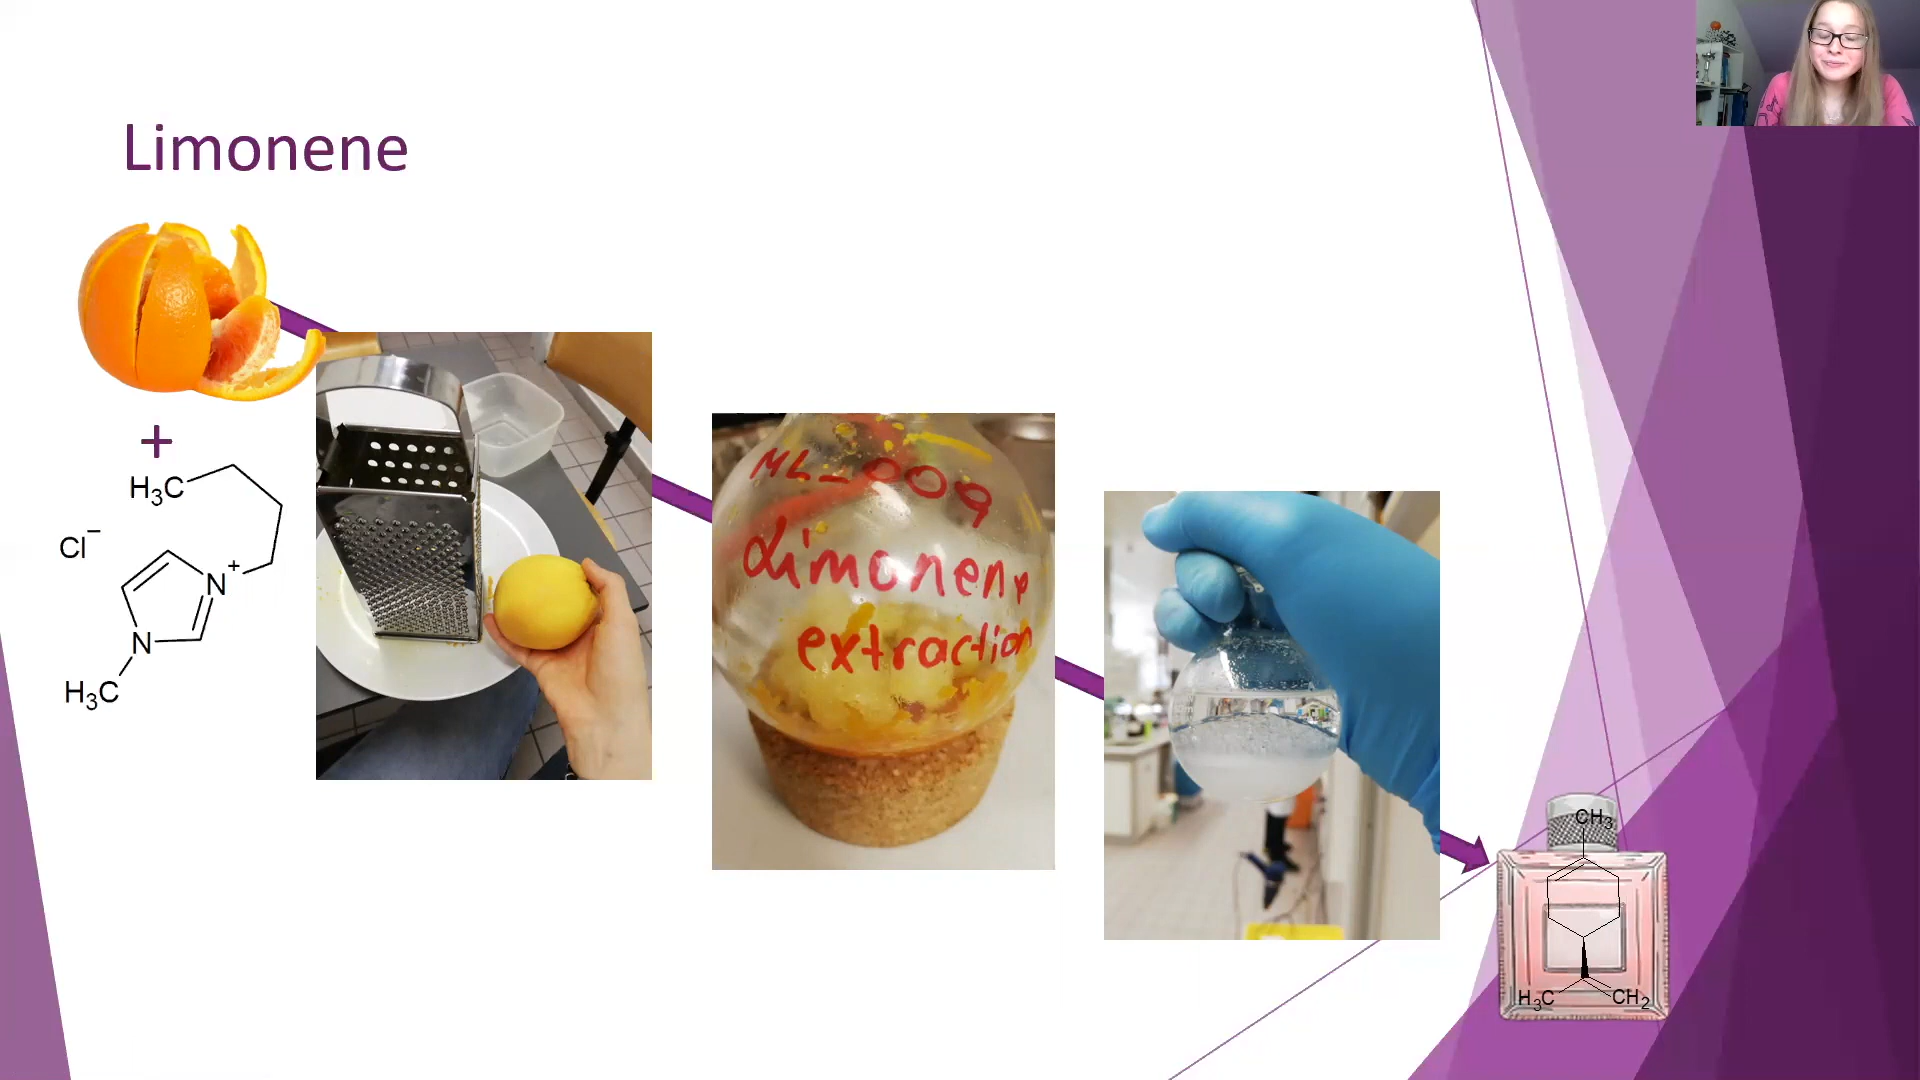 Limonene
+
H₃C
Cl⁻
N⁺
N
H₃C
ML_009
Limonene
extraction
CH₃
H₃C
CH₂